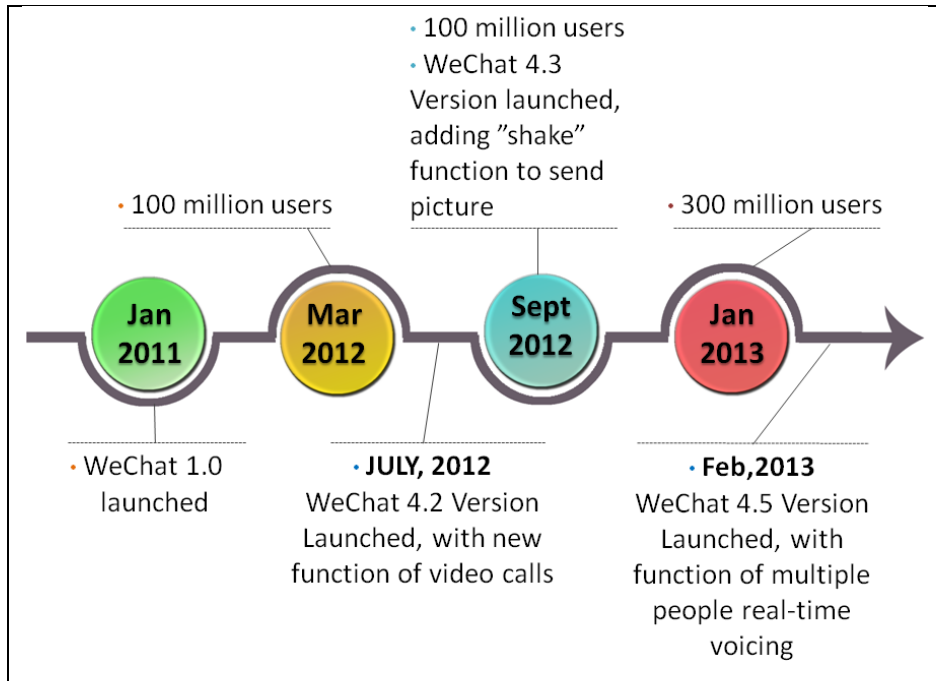 • 100 million users
• WeChat 4.3
Version launched,
adding ”shake”
function to send
picture
• 100 million users
• 300 million users
Jan
2011
Mar
2012
Sept
2012
Jan
2013
• WeChat 1.0
launched
• JULY, 2012
WeChat 4.2 Version
Launched, with new
function of video calls
• Feb,2013
WeChat 4.5 Version
Launched, with
function of multiple
people real-time
voicing